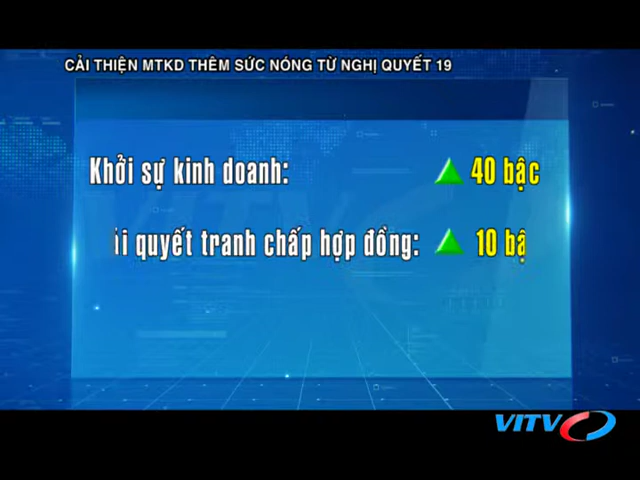 CẢI THIỆN MTKD THÊM SỨC NÓNG TỪ NGHỊ QUYẾT 19
Khởi sự kinh doanh: 40 bậc
ải quyết tranh chấp hợp đồng: 10 bậ
VITV